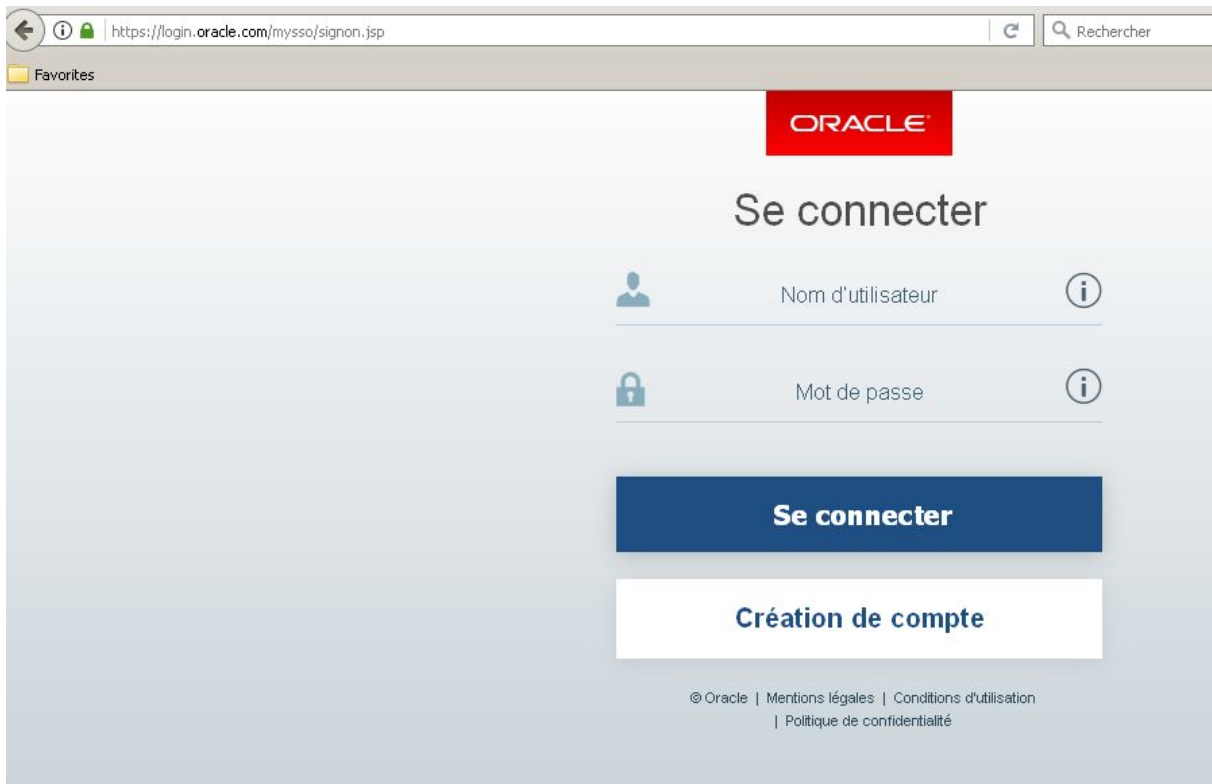 https://login.oracle.com/mysso/signon.jsp
Rechercher
Favorites
ORACLE
Se connecter
Nom d'utilisateur
Mot de passe
Se connecter
Création de compte
© Oracle | Mentions légales | Conditions d'utilisation
| Politique de confidentialité